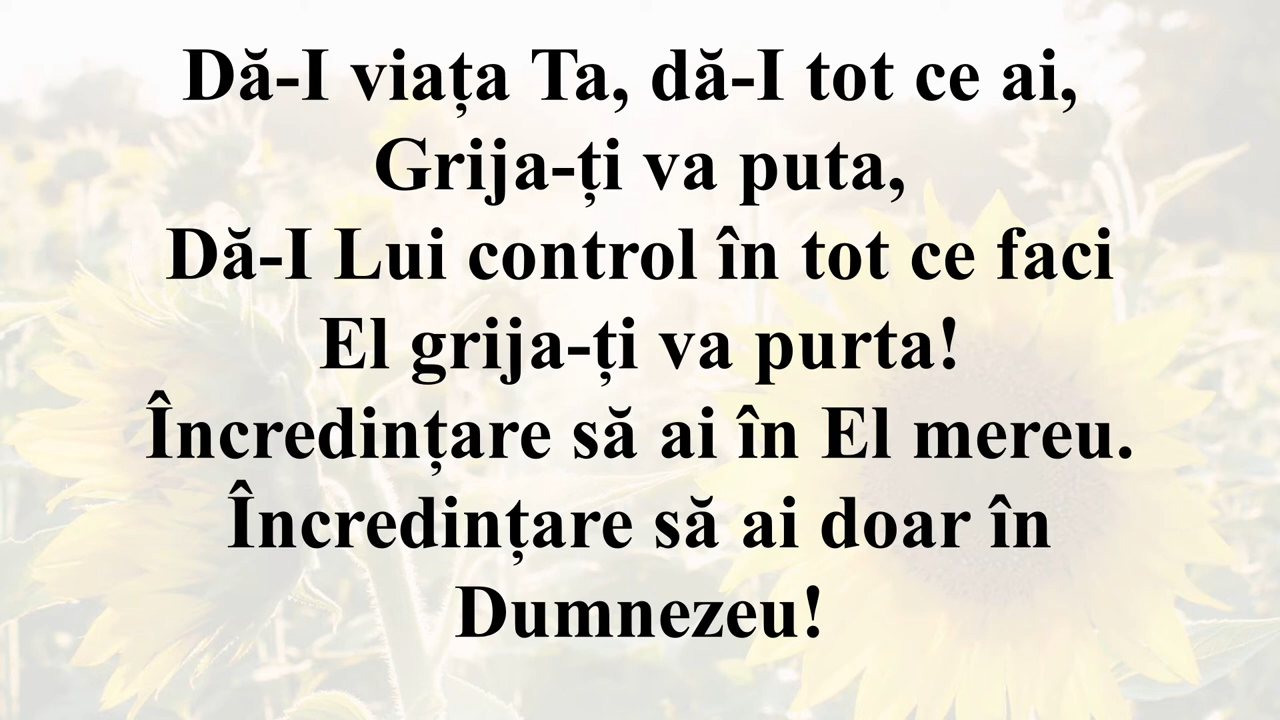 Dă-I viața Ta, dă-I tot ce ai,
Grija-ți va puta,
Dă-I Lui control în tot ce faci
El grija-ți va purta!
Încredințare să ai în El mereu.
Încredințare să ai doar în
Dumnezeu!